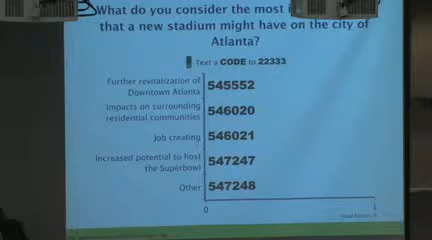 What do you consider the most
that a new stadium might have on the city of
Atlanta?
Text a CODE to 22333
Further revitalization of
Downtown Atlanta
545552
Impacts on surrounding
residential communities
546020
Job creating
546021
Increased potential to host
the Superbowl
547247
Other
547248
0
1